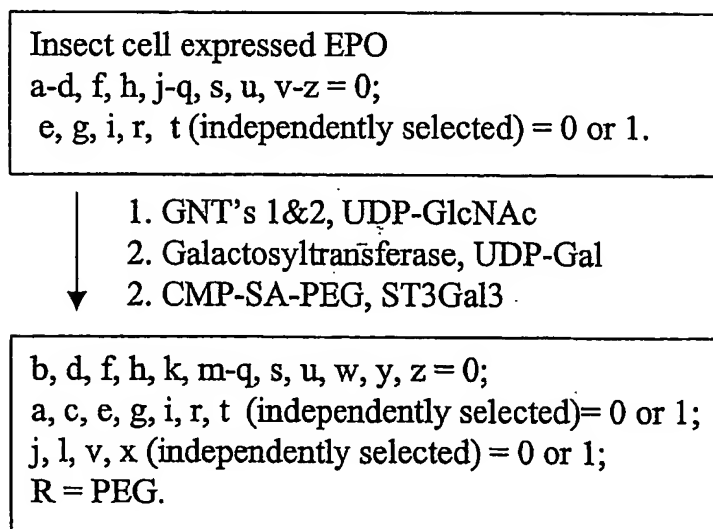 Insect cell expressed EPO
a-d, f, h, j-q, s, u, v-z = 0;
e, g, i, r, t (independently selected) = 0 or 1.
1. GNT's 1&2, UDP-GlcNAc
2. Galactosyltransferase, UDP-Gal
2. CMP-SA-PEG, ST3Gal3
b, d, f, h, k, m-q, s, u, w, y, z = 0;
a, c, e, g, i, r, t (independently selected)= 0 or 1;
j, l, v, x (independently selected) = 0 or 1;
R = PEG.